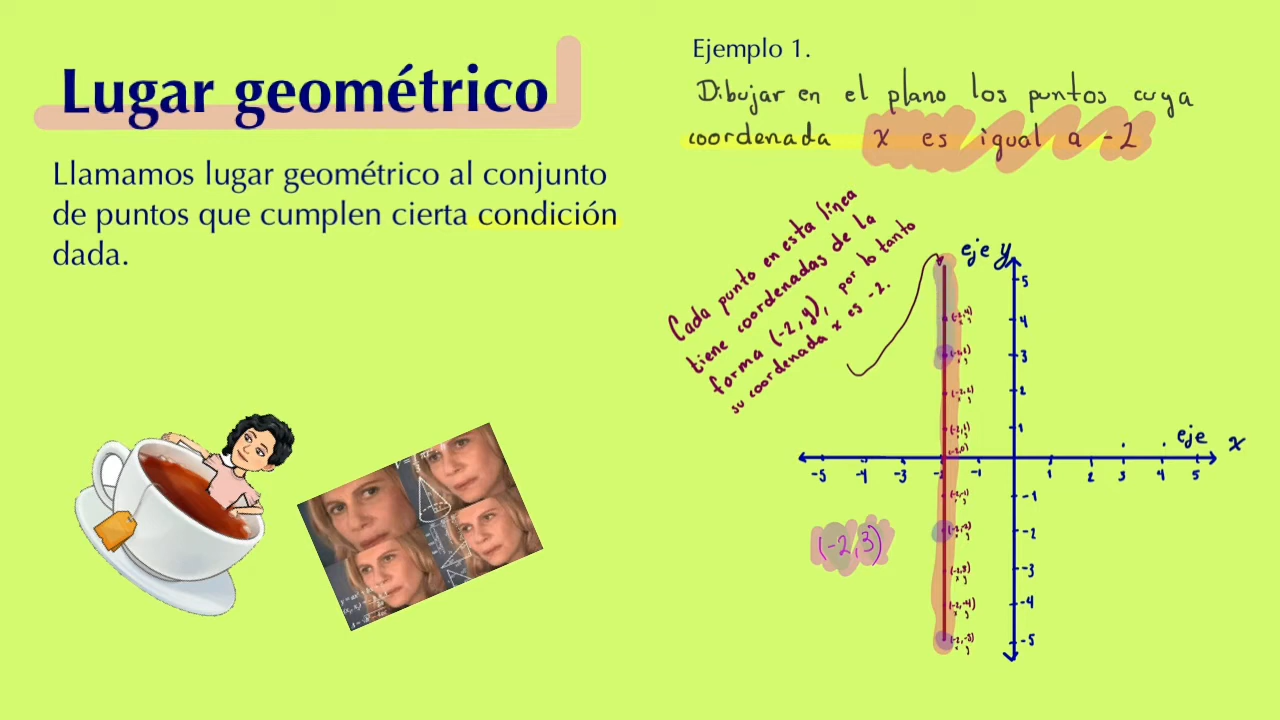 Lugar geométrico
Llamamos lugar geométrico al conjunto
de puntos que cumplen cierta condición
dada.
Ejemplo 1.
Dibujar en el plano los puntos cuya
coordenada x es igual a -2
Cada punto en esta línea
tiene coordenadas de la
forma (-2, y), por lo tanto
su coordenada x es -2.
eje y
5
4
3
2
1
-1
-2
-3
-4
-5
eje x
-5 -4 -3 -1 1 2 3 4 5
(-2,3)